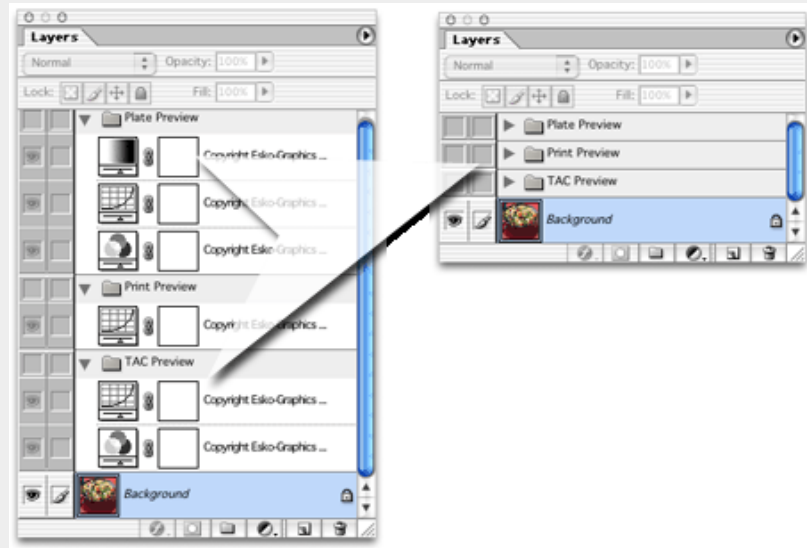 Layers
Normal
Opacity: 100%
Lock:
Fill: 100%
Plate Preview
Copyright Esko-Graphics ...
Copyright Esko-Graphics ...
Copyright Esko-Graphics ...
Print Preview
Copyright Esko-Graphics ...
TAC Preview
Copyright Esko-Graphics ...
Copyright Esko-Graphics ...
Background
Layers
Normal
Opacity: 100%
Lock:
Fill: 100%
Plate Preview
Print Preview
TAC Preview
Background